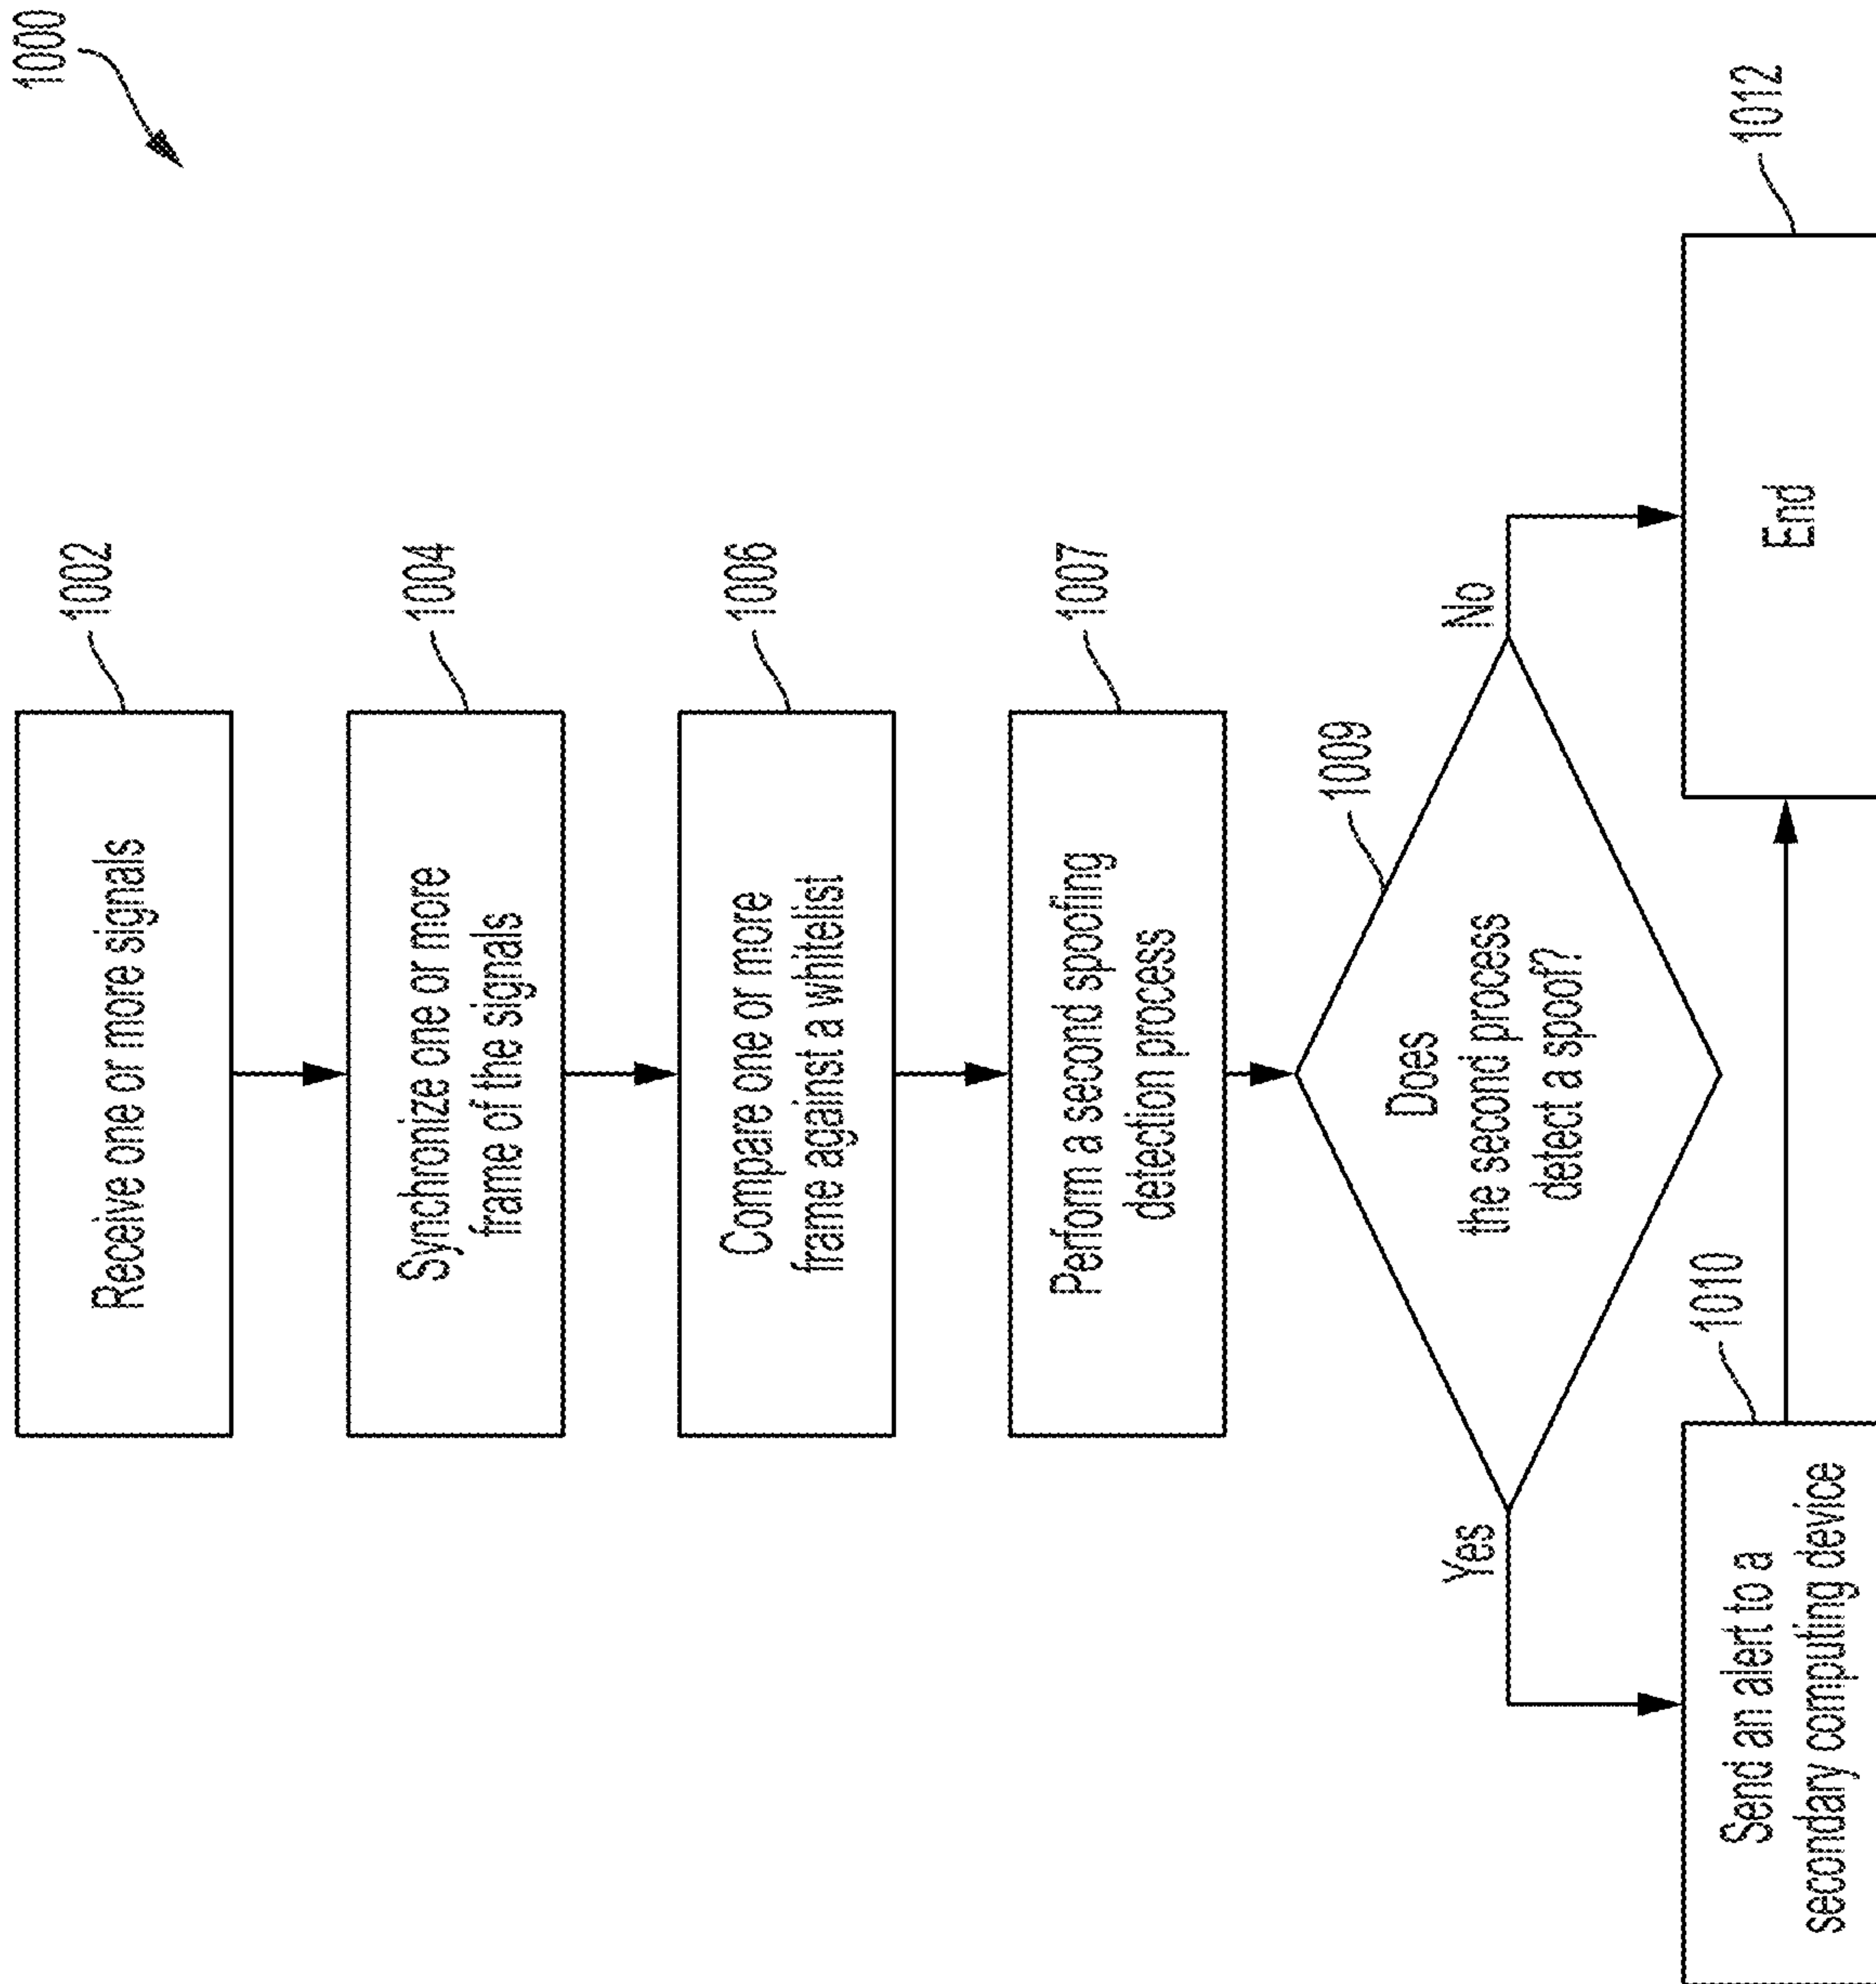 1000
Receive one or more signals
1002
Synchronize one or more
frame of the signals
1004
Compare one or more
frame against a whitelist
1006
Perform a second spoofing
detection process
1007
Does
the second process
detect a spoof?
1009
Yes
No
Send an alert to a
secondary computing device
1010
End
1012